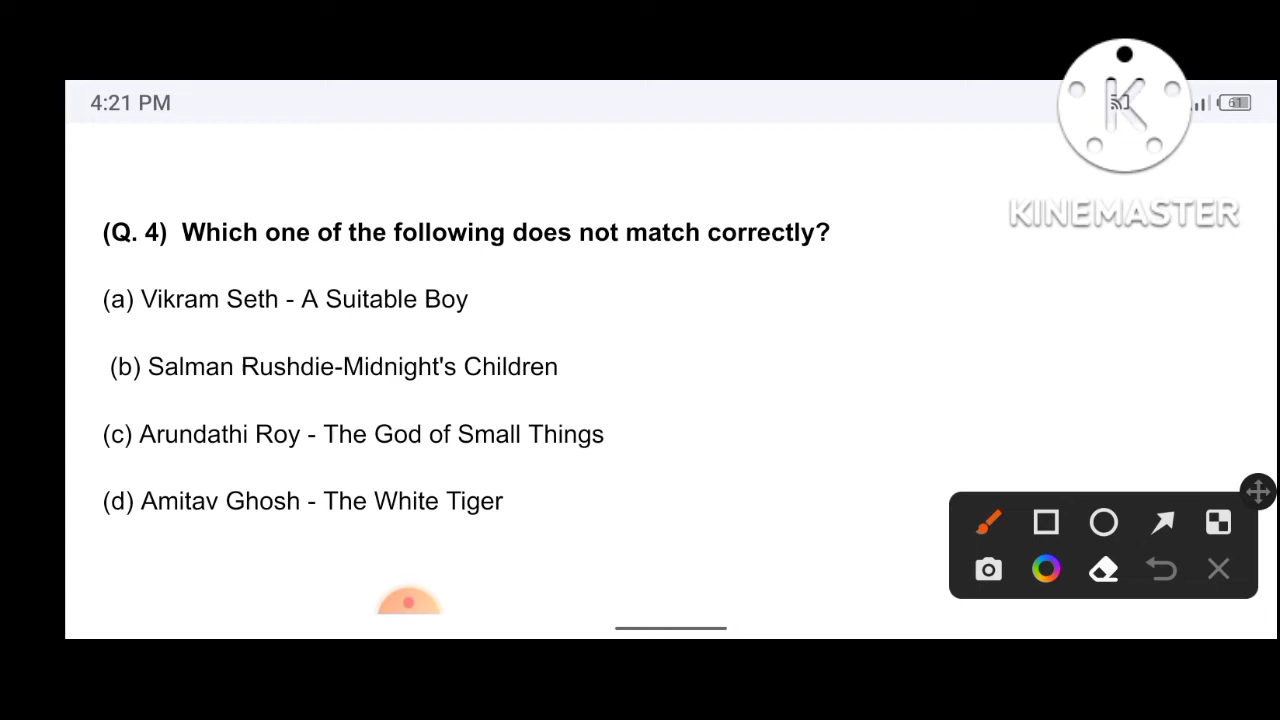 4:21 PM
61
K
KINEMASTER
(Q. 4) Which one of the following does not match correctly?
(a) Vikram Seth - A Suitable Boy
(b) Salman Rushdie-Midnight's Children
(c) Arundathi Roy - The God of Small Things
(d) Amitav Ghosh - The White Tiger